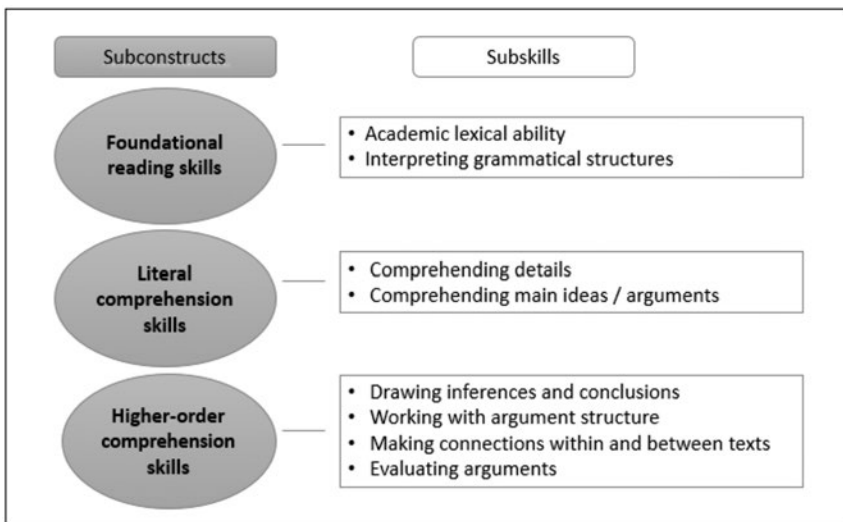 Subconstructs
Subskills
Foundational
reading skills
• Academic lexical ability
• Interpreting grammatical structures
Literal
comprehension
skills
• Comprehending details
• Comprehending main ideas / arguments
Higher-order
comprehension
skills
• Drawing inferences and conclusions
• Working with argument structure
• Making connections within and between texts
• Evaluating arguments